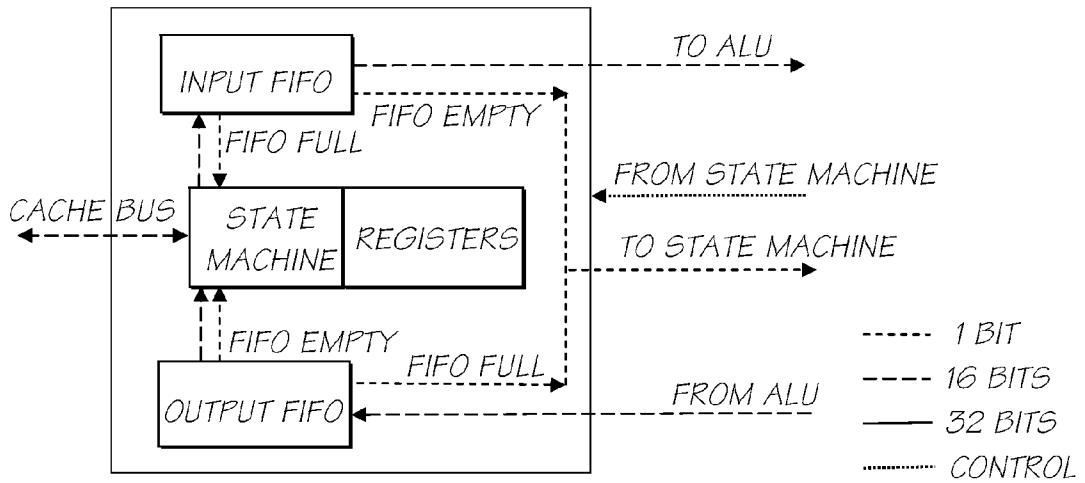 INPUT FIFO
TO ALU
FIFO EMPTY
FIFO FULL
FROM STATE MACHINE
CACHE BUS
STATE
MACHINE
REGISTERS
TO STATE MACHINE
FIFO EMPTY
FIFO FULL
OUTPUT FIFO
FROM ALU
1 BIT
16 BITS
32 BITS
CONTROL